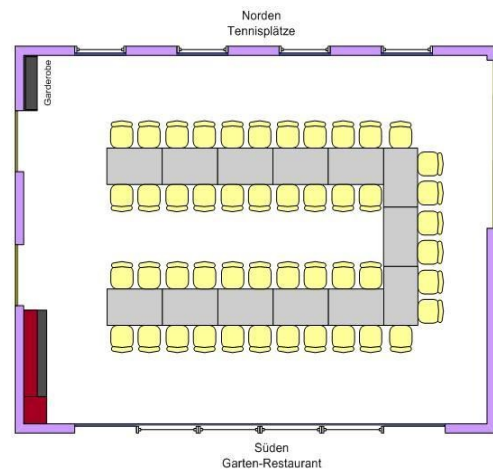 Norden
Tennisplätze
Garderobe
Süden
Garten-Restaurant